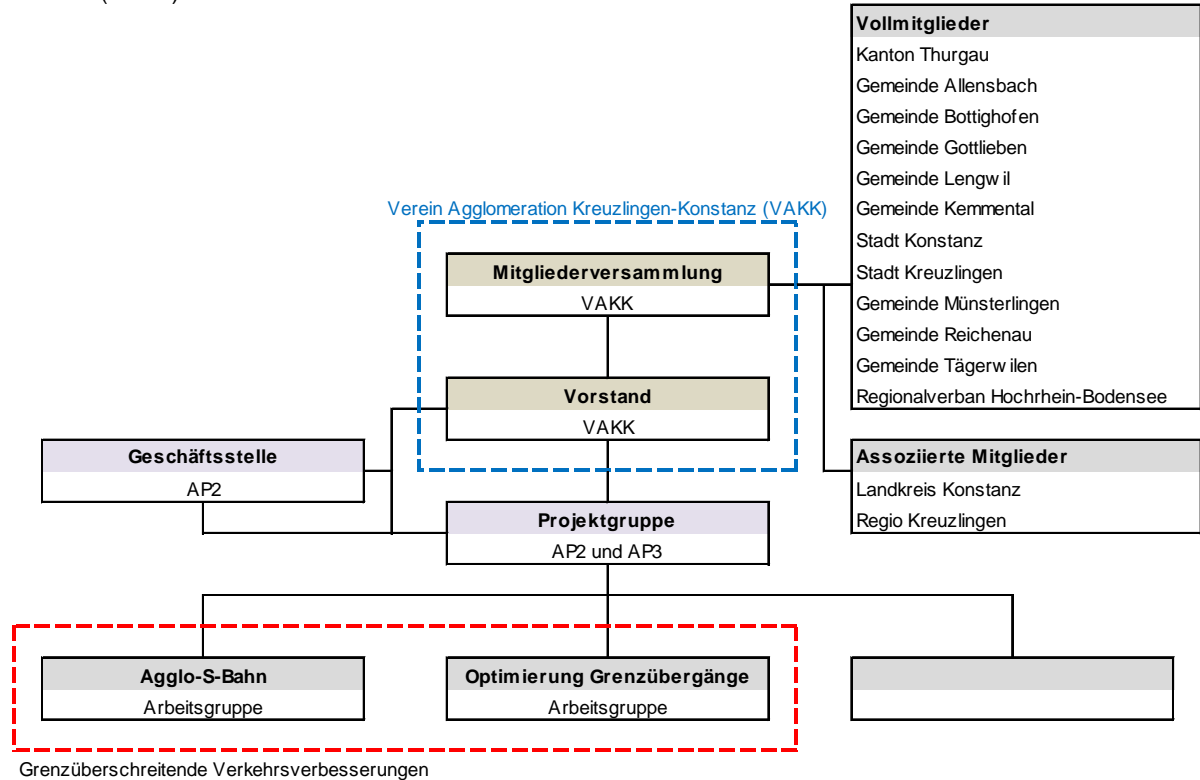 Vollmitglieder
Kanton Thurgau
Gemeinde Allensbach
Gemeinde Bottighofen
Gemeinde Gottlieben
Gemeinde Lengwil
Gemeinde Kemmental
Stadt Konstanz
Stadt Kreuzlingen
Gemeinde Münsterlingen
Gemeinde Reichenau
Gemeinde Tägerwilen
Regionalverban Hochrhein-Bodensee
Verein Agglomeration Kreuzlingen-Konstanz (VAKK)
Mitgliederversammlung
VAKK
Vorstand
VAKK
Geschäftsstelle
AP2
Assoziierte Mitglieder
Landkreis Konstanz
Regio Kreuzlingen
Projektgruppe
AP2 und AP3
Agglo-S-Bahn
Arbeitsgruppe
Optimierung Grenzübergänge
Arbeitsgruppe
Grenzüberschreitende Verkehrsverbesserungen